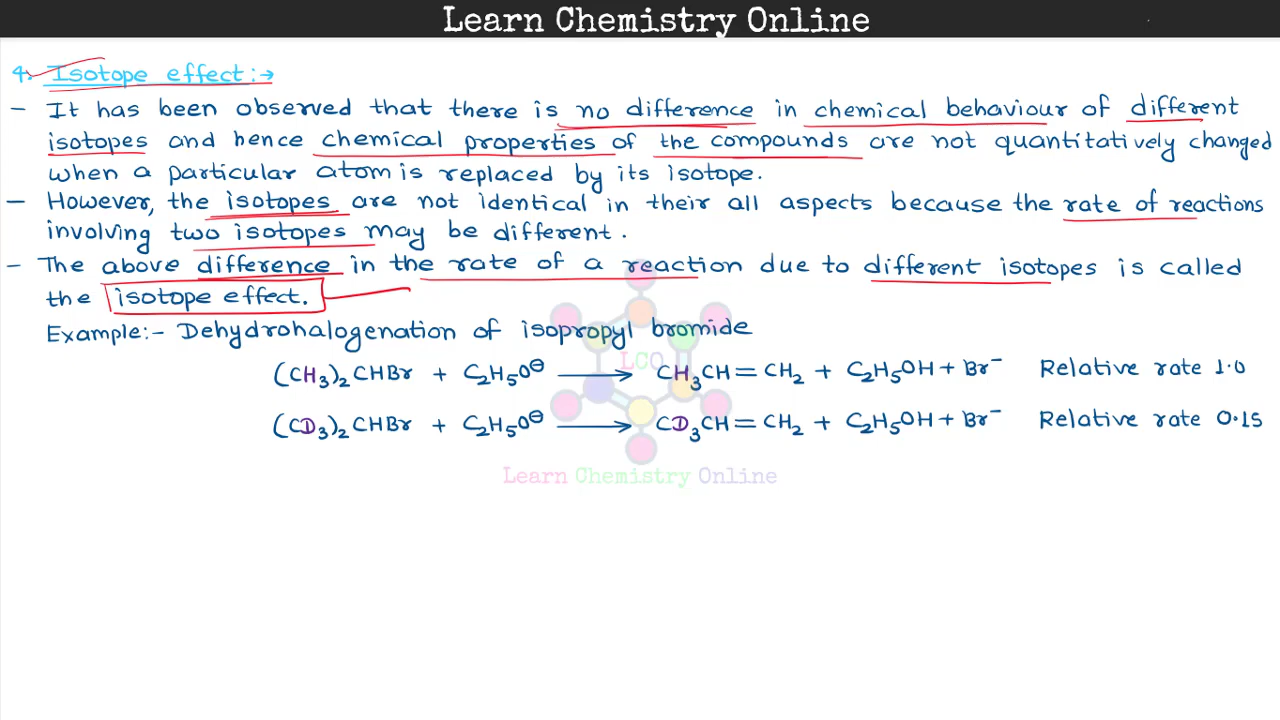 Learn Chemistry Online
4. Isotope effect:→
- It has been observed that there is no difference in chemical behaviour of different
isotopes and hence chemical properties of the compounds are not quantitatively changed
when a particular atom is replaced by its isotope.
- However, the isotopes are not identical in their all aspects because the rate of reactions
involving two isotopes may be different.
- The above difference in the rate of a reaction due to different isotopes is called
the isotope effect.
Example:- Dehydrohalogenation of isopropyl bromide
LCO
(CH₃)₂CHBr + C₂H₅O⊖ → CH₃CH=CH₂ + C₂H₅OH + Br⁻ Relative rate 1.0
(CD₃)₂CHBr + C₂H₅O⊖ → CD₃CH=CH₂ + C₂H₅OH + Br⁻ Relative rate 0.15
Learn Chemistry Online